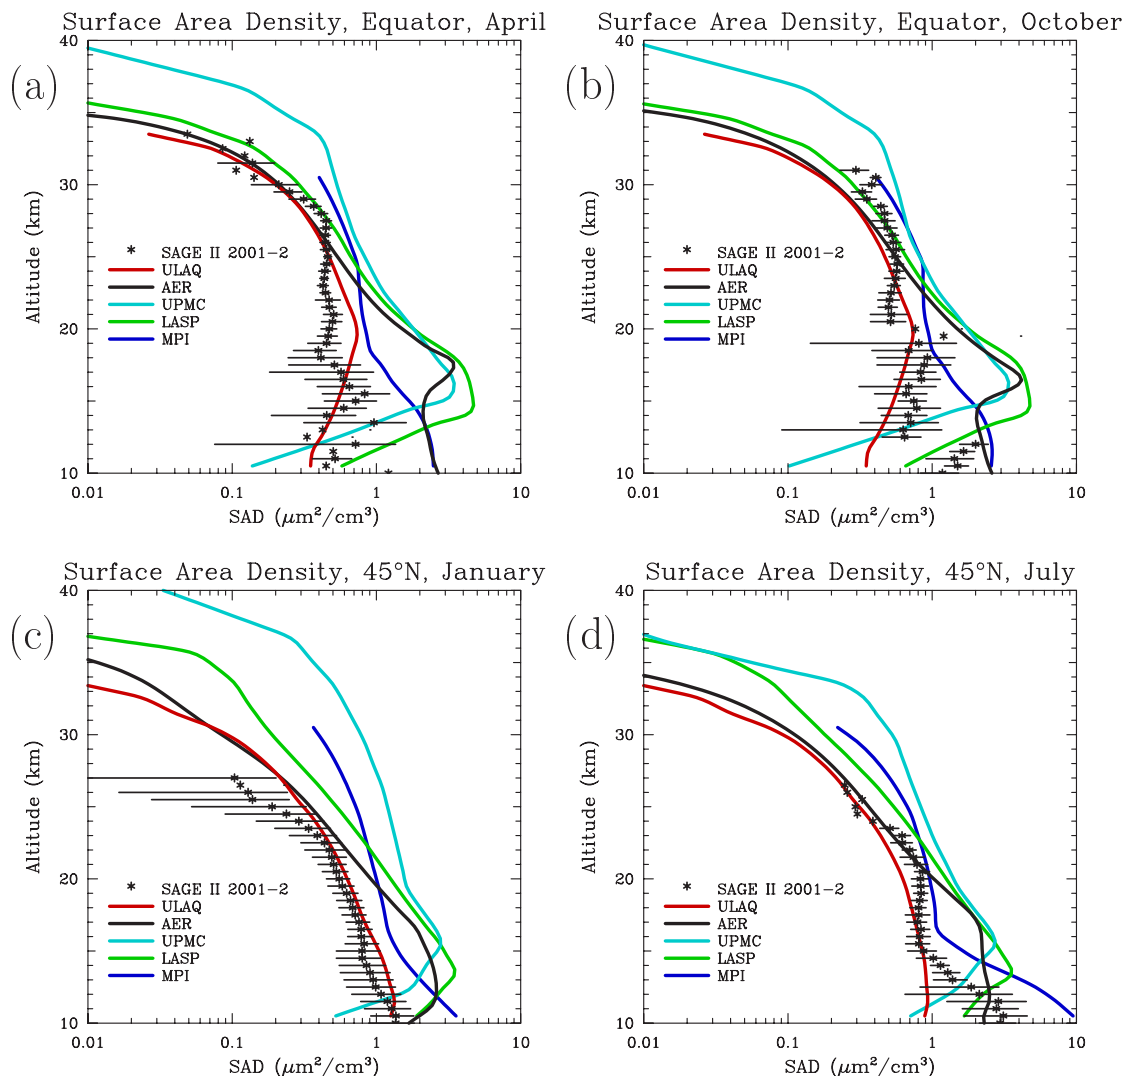 Surface Area Density, Equator, April
(a)
40
30
20
10
Altitude (km)
* SAGE II 2001-2
ULAQ
AER
UPMC
LASP
MPI
0.01 0.1 1 10
SAD (μm²/cm³)
Surface Area Density, Equator, October
(b)
40
30
20
10
Altitude (km)
* SAGE II 2001-2
ULAQ
AER
UPMC
LASP
MPI
0.01 0.1 1 10
SAD (μm²/cm³)
Surface Area Density, 45°N, January
(c)
40
30
20
10
Altitude (km)
* SAGE II 2001-2
ULAQ
AER
UPMC
LASP
MPI
0.01 0.1 1 10
SAD (μm²/cm³)
Surface Area Density, 45°N, July
(d)
40
30
20
10
Altitude (km)
* SAGE II 2001-2
ULAQ
AER
UPMC
LASP
MPI
0.01 0.1 1 10
SAD (μm²/cm³)